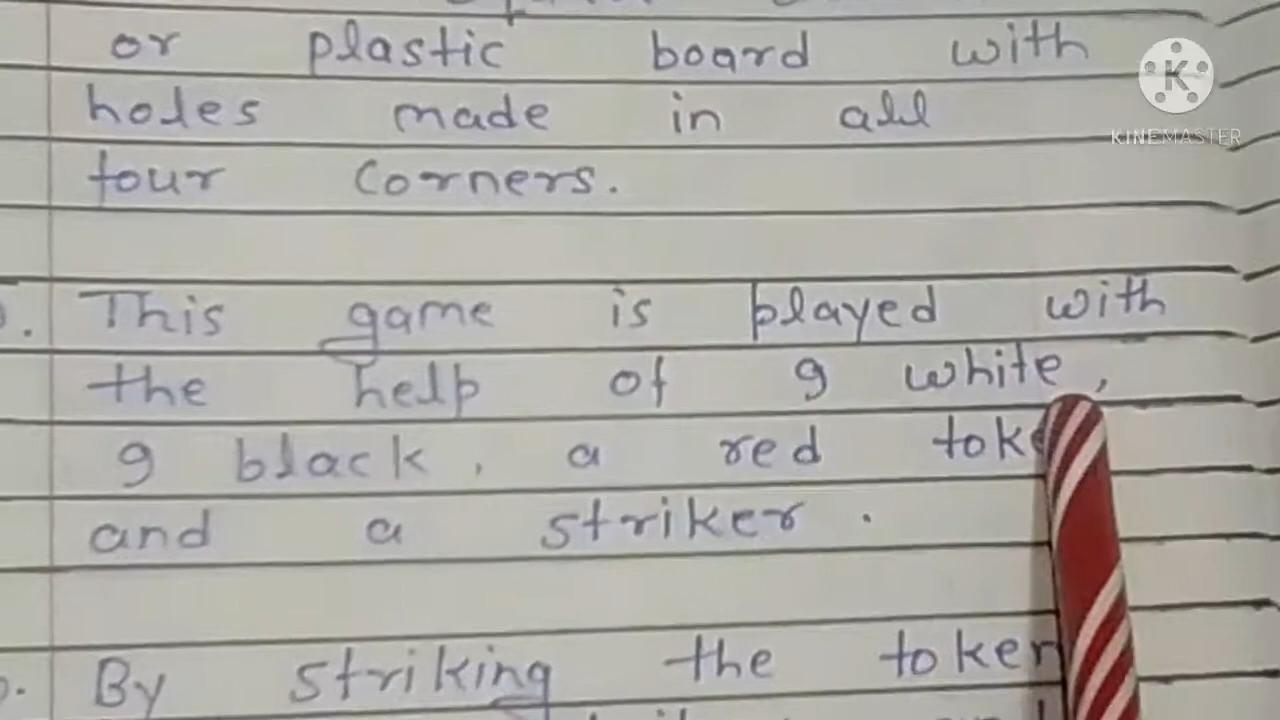 or plastic board with
holes made in all
four corners.
This game is played with
the help of 9 white,
9 black, a red
and a striker.
By striking the
KINEMASTER